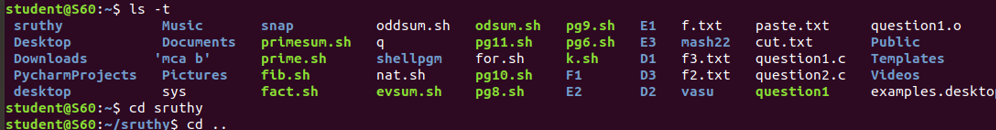 student@S60:~$ ls -t
sruthy Music snap oddsum.sh odsum.sh pg9.sh E1 f.txt paste.txt question1.o
Desktop Documents primesum.sh q pg11.sh pg6.sh E3 mash22 cut.txt Public
Downloads 'mca b' prime.sh shellpgm for.sh k.sh D1 f3.txt question1.c Templates
PycharmProjects Pictures fib.sh nat.sh pg10.sh F1 D3 f2.txt question2.c Videos
desktop sys fact.sh evsum.sh pg8.sh E2 D2 vasu question1 examples.deskto
student@S60:~$ cd sruthy
student@S60:~/sruthy$ cd ..